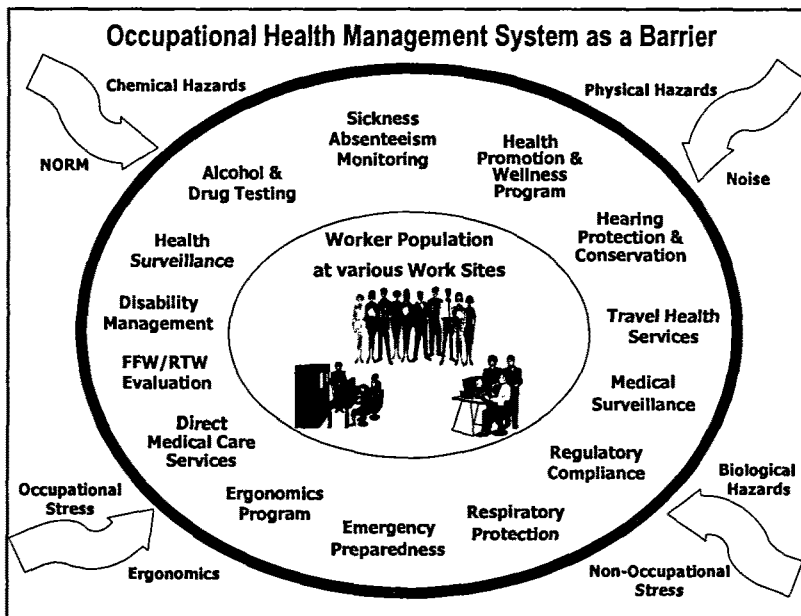 Occupational Health Management System as a Barrier
Chemical Hazards
Physical Hazards
NORM
Noise
Sickness
Absenteeism
Monitoring
Health
Promotion &
Wellness
Program
Alcohol &
Drug Testing
Hearing
Protection &
Conservation
Health
Surveillance
Worker Population
at various Work Sites
Disability
Management
Travel Health
Services
FFW/RTW
Evaluation
Medical
Surveillance
Direct
Medical Care
Services
Regulatory
Compliance
Ergonomics
Program
Emergency
Preparedness
Respiratory
Protection
Occupational
Stress
Ergonomics
Biological
Hazards
Non-Occupational
Stress